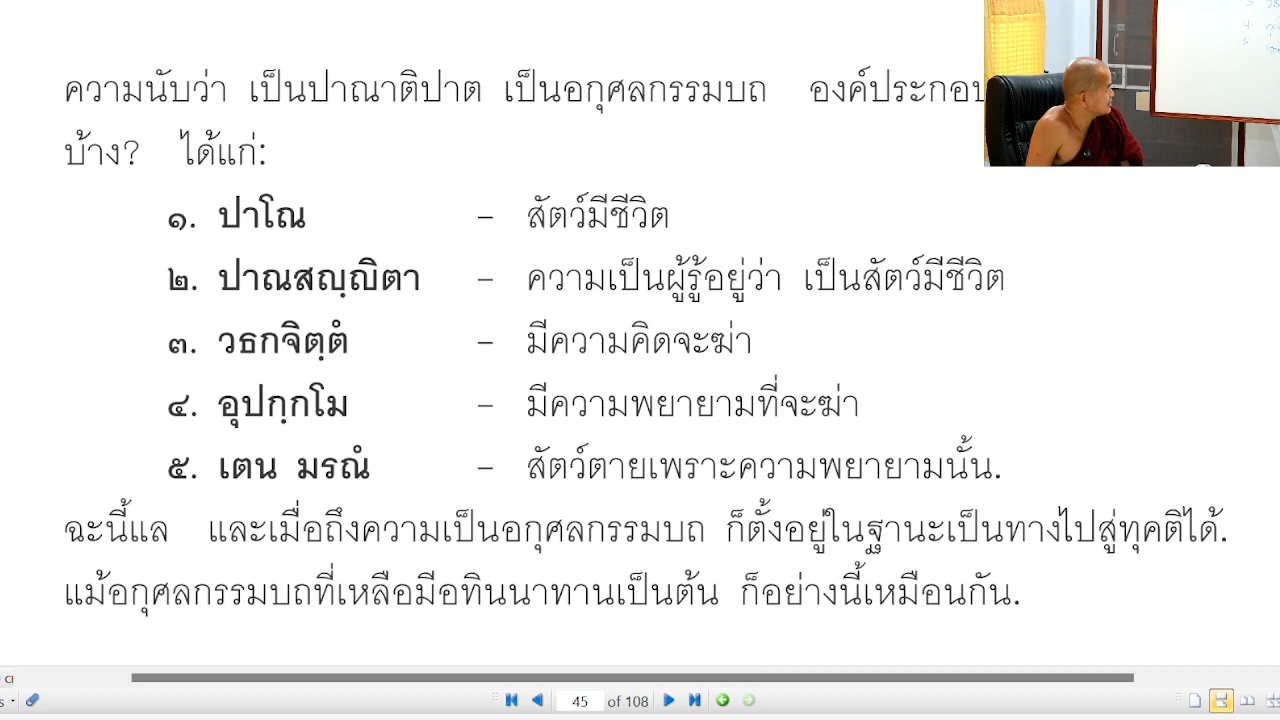 ความนับว่า เป็นปาณาติปาต เป็นอกุศลกรรมบถ องค์ประกอบ
บ้าง? ได้แก่:
๑. ปาโณ – สัตว์มีชีวิต
๒. ปาณสญฺญิตา – ความเป็นผู้รู้อยู่ว่า เป็นสัตว์มีชีวิต
๓. วธกจิตฺตํ – มีความคิดจะฆ่า
๔. อุปกฺกโม – มีความพยายามที่จะฆ่า
๕. เตน มรณํ – สัตว์ตายเพราะความพยายามนั้น.
ฉะนี้แล และเมื่อถึงความเป็นอกุศลกรรมบถ ก็ตั้งอยู่ในฐานะเป็นทางไปสู่ทุคติได้.
แม้อกุศลกรรมบถที่เหลือมีอทินนาทานเป็นต้น ก็อย่างนี้เหมือนกัน.
45 of 108